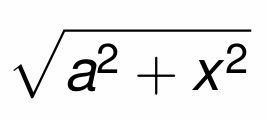 √(a² + x²)